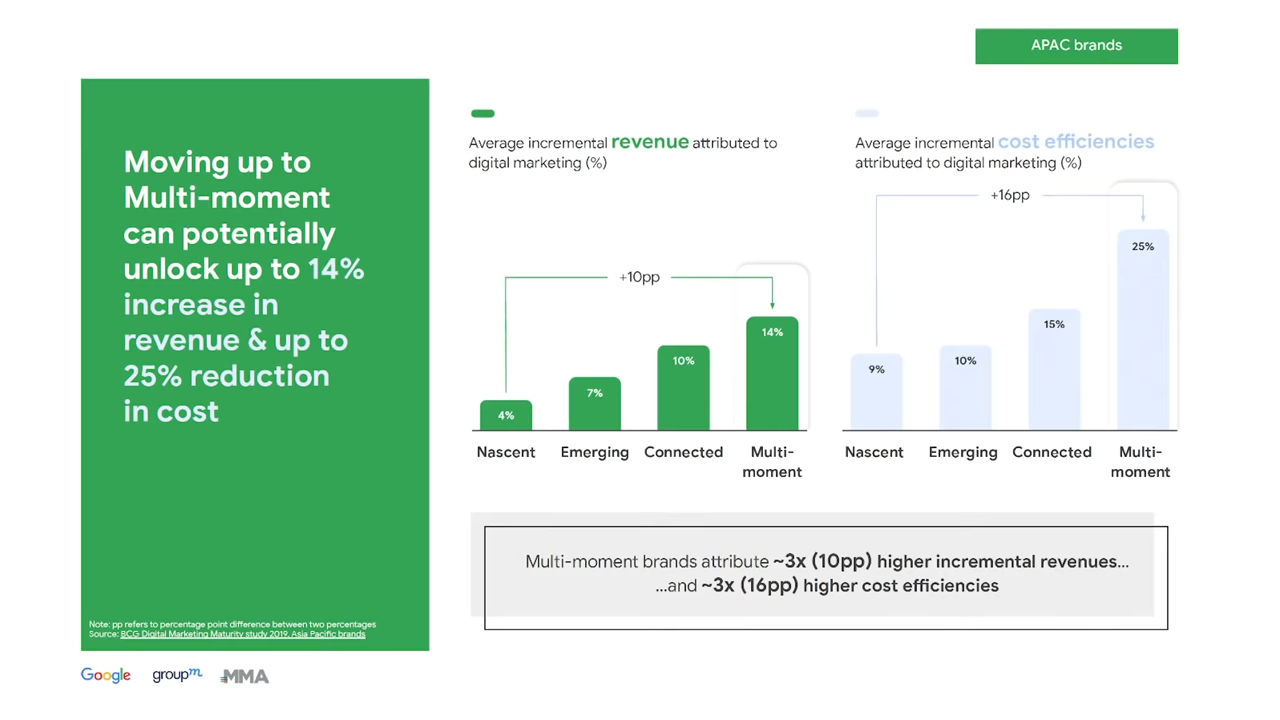 APAC brands
Moving up to
Multi-moment
can potentially
unlock up to 14%
increase in
revenue & up to
25% reduction
in cost
Note: pp refers to percentage point difference between two percentages
Source: BCG Digital Marketing Maturity study 2019, Asia Pacific brands
Average incremental revenue attributed to
digital marketing (%)
+10pp
4%
7%
10%
14%
Nascent
Emerging
Connected
Multi-
moment
Average incremental cost efficiencies
attributed to digital marketing (%)
+16pp
9%
10%
15%
25%
Nascent
Emerging
Connected
Multi-
moment
Multi-moment brands attribute ~3x (10pp) higher incremental revenues...
...and ~3x (16pp) higher cost efficiencies
Google
groupm
MMA